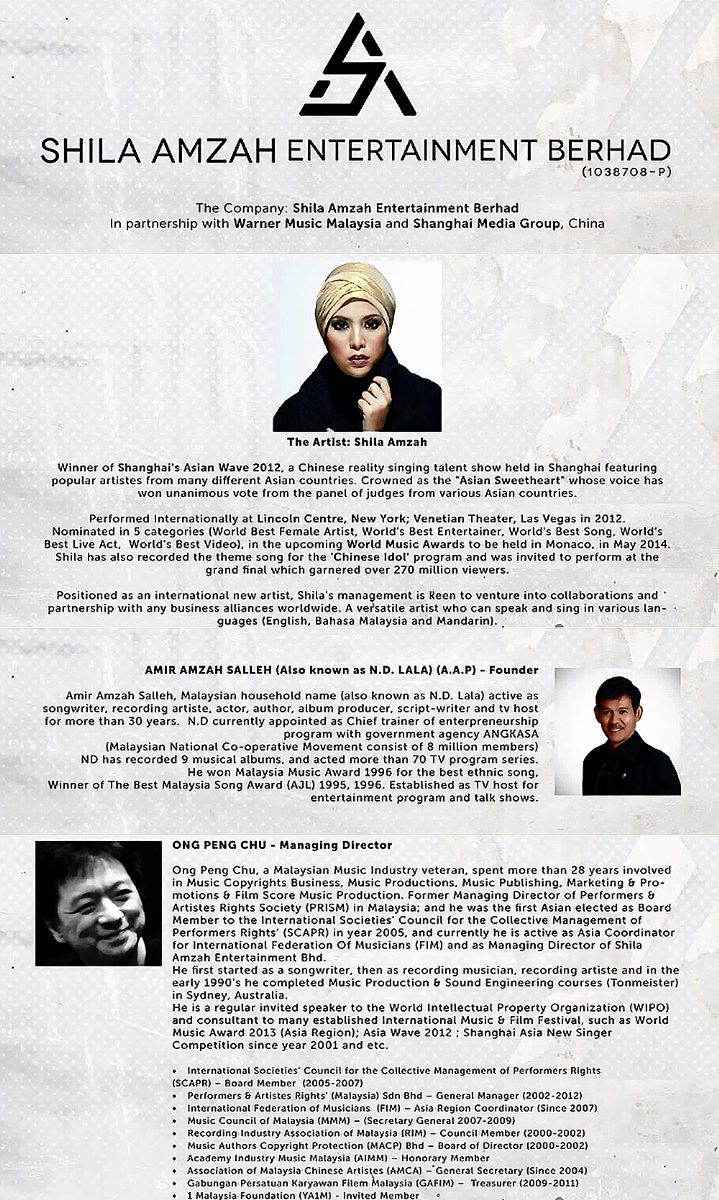 SHILA AMZAH ENTERTAINMENT BERHAD
(1038708-P)
The Company: Shila Amzah Entertainment Berhad
In partnership with Warner Music Malaysia and Shanghai Media Group, China
The Artist: Shila Amzah
Winner of Shanghai's Asian Wave 2012, a Chinese reality singing talent show held in Shanghai featuring
popular artistes from many different Asian countries. Crowned as the "Asian Sweetheart" whose voice has
won unanimous vote from the panel of judges from various Asian countries.
Performed Internationally at Lincoln Centre, New York; Venetian Theater, Las Vegas in 2012.
Nominated in 5 categories (World Best Female Artist, World's Best Entertainer, World's Best Song, World's
Best Live Act, World's Best Video), in the upcoming World Music Awards to be held in Monaco, in May 2014.
Shila has also recorded the theme song for the 'Chinese Idol' program and was invited to perform at the
grand final which garnered over 270 million viewers.
Positioned as an international new artist, Shila's management is keen to venture into collaborations and
partnership with any business alliances worldwide. A versatile artist who can speak and sing in various lan-
guages (English, Bahasa Malaysia and Mandarin).
AMIR AMZAH SALLEH (Also known as N.D. LALA) (A.A.P) - Founder
Amir Amzah Salleh, Malaysian household name (also known as N.D. Lala) active as
songwriter, recording artiste, actor, author, album producer, script-writer and tv host
for more than 30 years. N.D currently appointed as Chief trainer of enterpreneurship
program with government agency ANGKASA
(Malaysian National Co-operative Movement consist of 8 million members)
ND has recorded 9 musical albums, and acted more than 70 TV program series.
He won Malaysia Music Award 1996 for the best ethnic song,
Winner of The Best Malaysia Song Award (AJL) 1995, 1996. Established as TV host for
entertainment program and talk shows.
ONG PENG CHU - Managing Director
Ong Peng Chu, a Malaysian Music Industry veteran, spent more than 28 years involved
in Music Copyrights Business, Music Productions, Music Publishing, Marketing & Pro-
motions & Film Score Music Production. Former Managing Director of Performers &
Artistes Rights Society (PRISM) in Malaysia; and he was the first Asian elected as Board
Member to the International Societies' Council for the Collective Management of
Performers Rights' (SCAPR) in year 2005, and currently he is active as Asia Coordinator
for International Federation Of Musicians (FIM) and as Managing Director of Shila
Amzah Entertainment Bhd.
He first started as a songwriter, then as recording musician, recording artiste and in the
early 1990's he completed Music Production & Sound Engineering courses (Tonmeister)
in Sydney, Australia.
He is a regular invited speaker to the World Intellectual Property Organization (WIPO)
and consultant to many established International Music & Film Festival, such as World
Music Award 2013 (Asia Region); Asia Wave 2012 ; Shanghai Asia New Singer
Competition since year 2001 and etc.
• International Societies' Council for the Collective Management of Performers Rights
(SCAPR) – Board Member (2005-2007)
• Performers & Artistes Rights' (Malaysia) Sdn Bhd – General Manager (2002-2012)
• International Federation of Musicians (FIM) – Asia Region Coordinator (Since 2007)
• Music Council of Malaysia (MMM) – (Secretary General 2007-2009)
• Recording Industry Association of Malaysia (RIM) – Council Member (2000-2002)
• Music Authors Copyright Protection (MACP) Bhd – Board of Director (2000-2002)
• Academy Industry Music Malaysia (AIMM) – Honorary Member
• Association of Malaysia Chinese Artistes (AMCA) – General Secretary (Since 2004)
• Gabungan Persatuan Karyawan Filem Malaysia (GAFIM) – Treasurer (2009-2011)
• 1 Malaysia Foundation (YA1M) - Invited Member